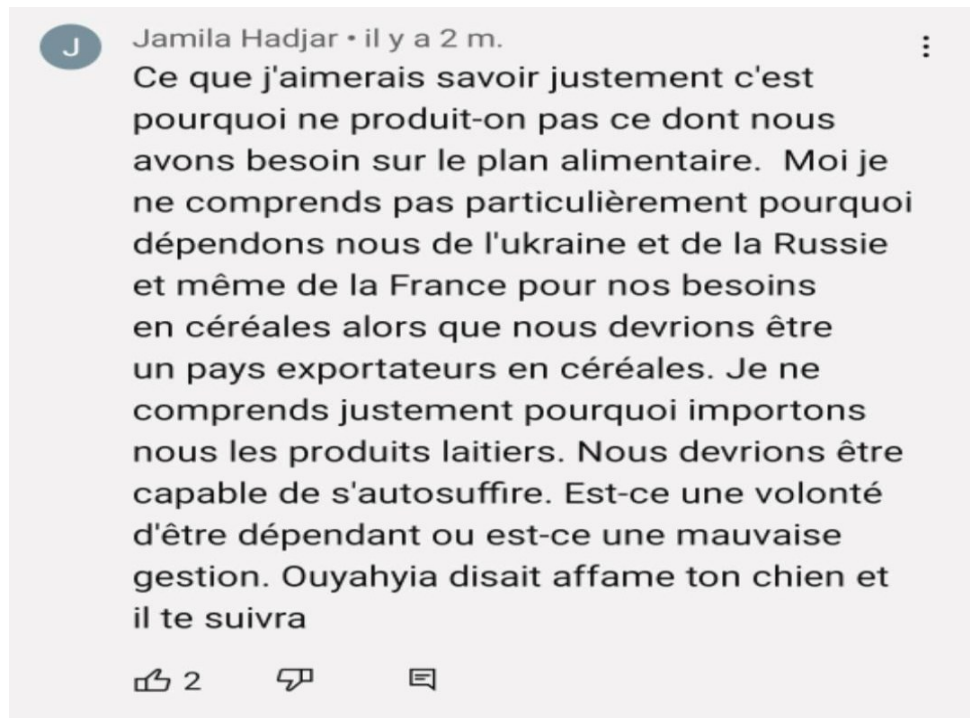 J
Jamila Hadjar • il y a 2 m.
Ce que j'aimerais savoir justement c'est
pourquoi ne produit-on pas ce dont nous
avons besoin sur le plan alimentaire.  Moi je
ne comprends pas particulièrement pourquoi
dépendons nous de l'ukraine et de la Russie
et même de la France pour nos besoins
en céréales alors que nous devrions être
un pays exportateurs en céréales. Je ne
comprends justement pourquoi importons
nous les produits laitiers. Nous devrions être
capable de s'autosuffire. Est-ce une volonté
d'être dépendant ou est-ce une mauvaise
gestion. Ouyahyia disait affame ton chien et
il te suivra
2